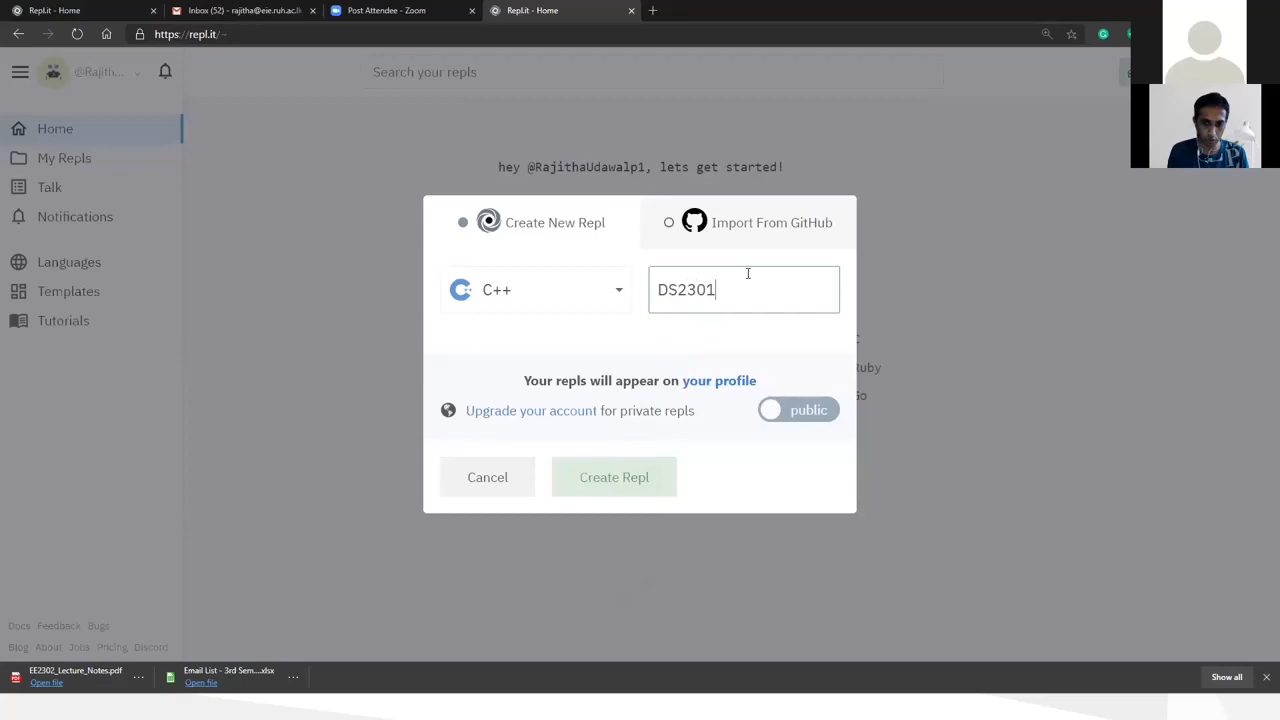 Repl.it - Home
Inbox (52) - rajitha@eie.ruh.ac.l
Post Attendee - Zoom
Repl.it - Home
https://repl.it/~
@Rajith...
Search your repls
Home
My Repls
Talk
Notifications
Languages
Templates
Tutorials
hey @RajithaUdawalp1, lets get started!
Create New Repl
Import From GitHub
C++
DS2301
C
Ruby
Go
Your repls will appear on your profile
Upgrade your account for private repls
public
Cancel
Create Repl
Docs Feedback Bugs
Blog About Jobs Pricing Discord
EE2302_Lecture_Notes.pdf
Open file
Email List - 3rd Sem....xlsx
Open file
Show all